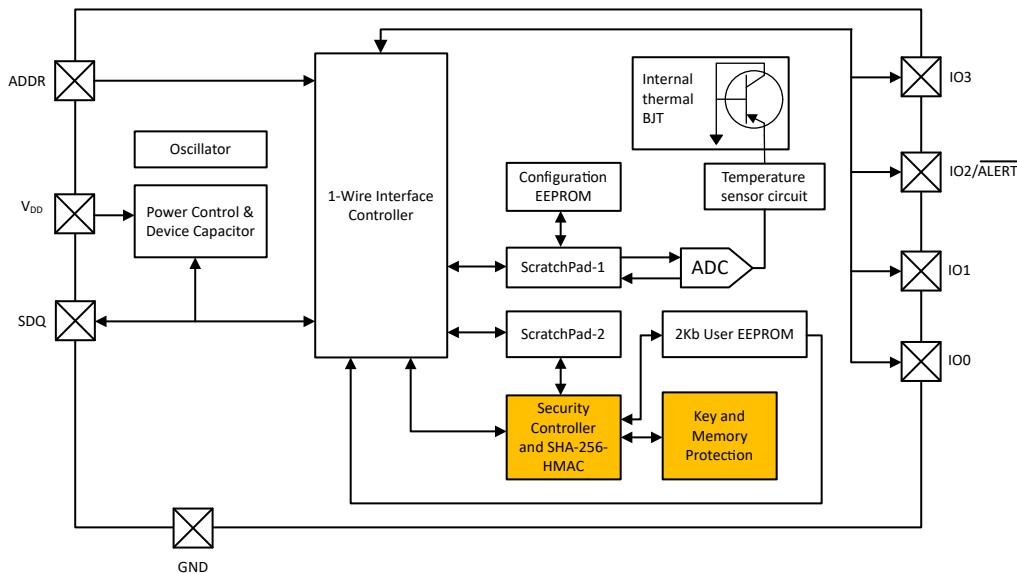 ADDR
V_DD
SDQ
GND
Oscillator
Power Control &
Device Capacitor
1-Wire Interface
Controller
Internal
thermal
BJT
Configuration
EEPROM
Temperature
sensor circuit
ScratchPad-1
ADC
ScratchPad-2
2Kb User EEPROM
Security
Controller
and SHA-256-
HMAC
Key and
Memory
Protection
IO3
IO2/ALERT
IO1
IO0